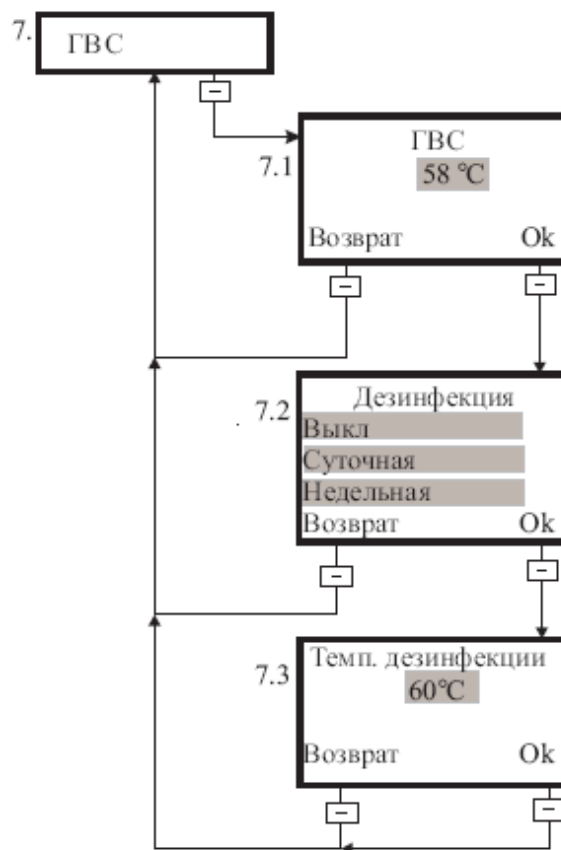 7.
ГВС
7.1
ГВС
58 °C
Возврат Ok
7.2
Дезинфекция
Выкл
Суточная
Недельная
Возврат Ok
7.3
Темп. дезинфекции
60°C
Возврат Ok